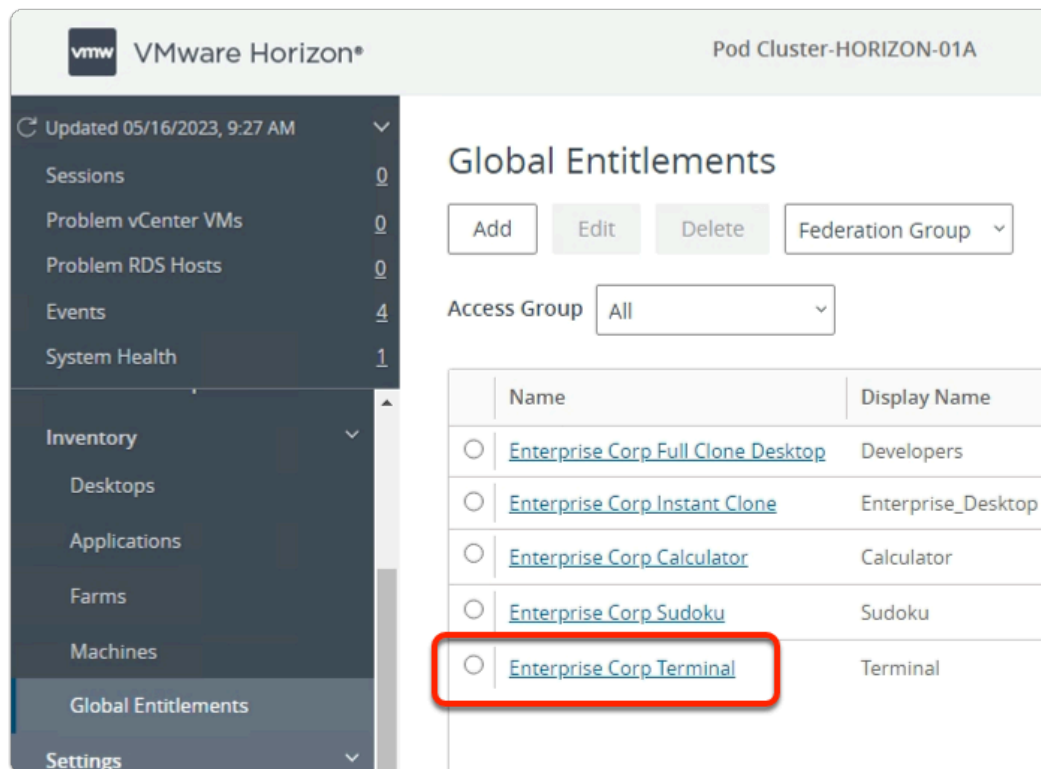 vmw VMware Horizon®
Pod Cluster-HORIZON-01A
Updated 05/16/2023, 9:27 AM
Sessions 0
Problem vCenter VMs 0
Problem RDS Hosts 0
Events 4
System Health 1
Inventory
Desktops
Applications
Farms
Machines
Global Entitlements
Settings
Global Entitlements
Add Edit Delete Federation Group
Access Group All
Name Display Name
Enterprise Corp Full Clone Desktop Developers
Enterprise Corp Instant Clone Enterprise_Desktop
Enterprise Corp Calculator Calculator
Enterprise Corp Sudoku Sudoku
Enterprise Corp Terminal Terminal